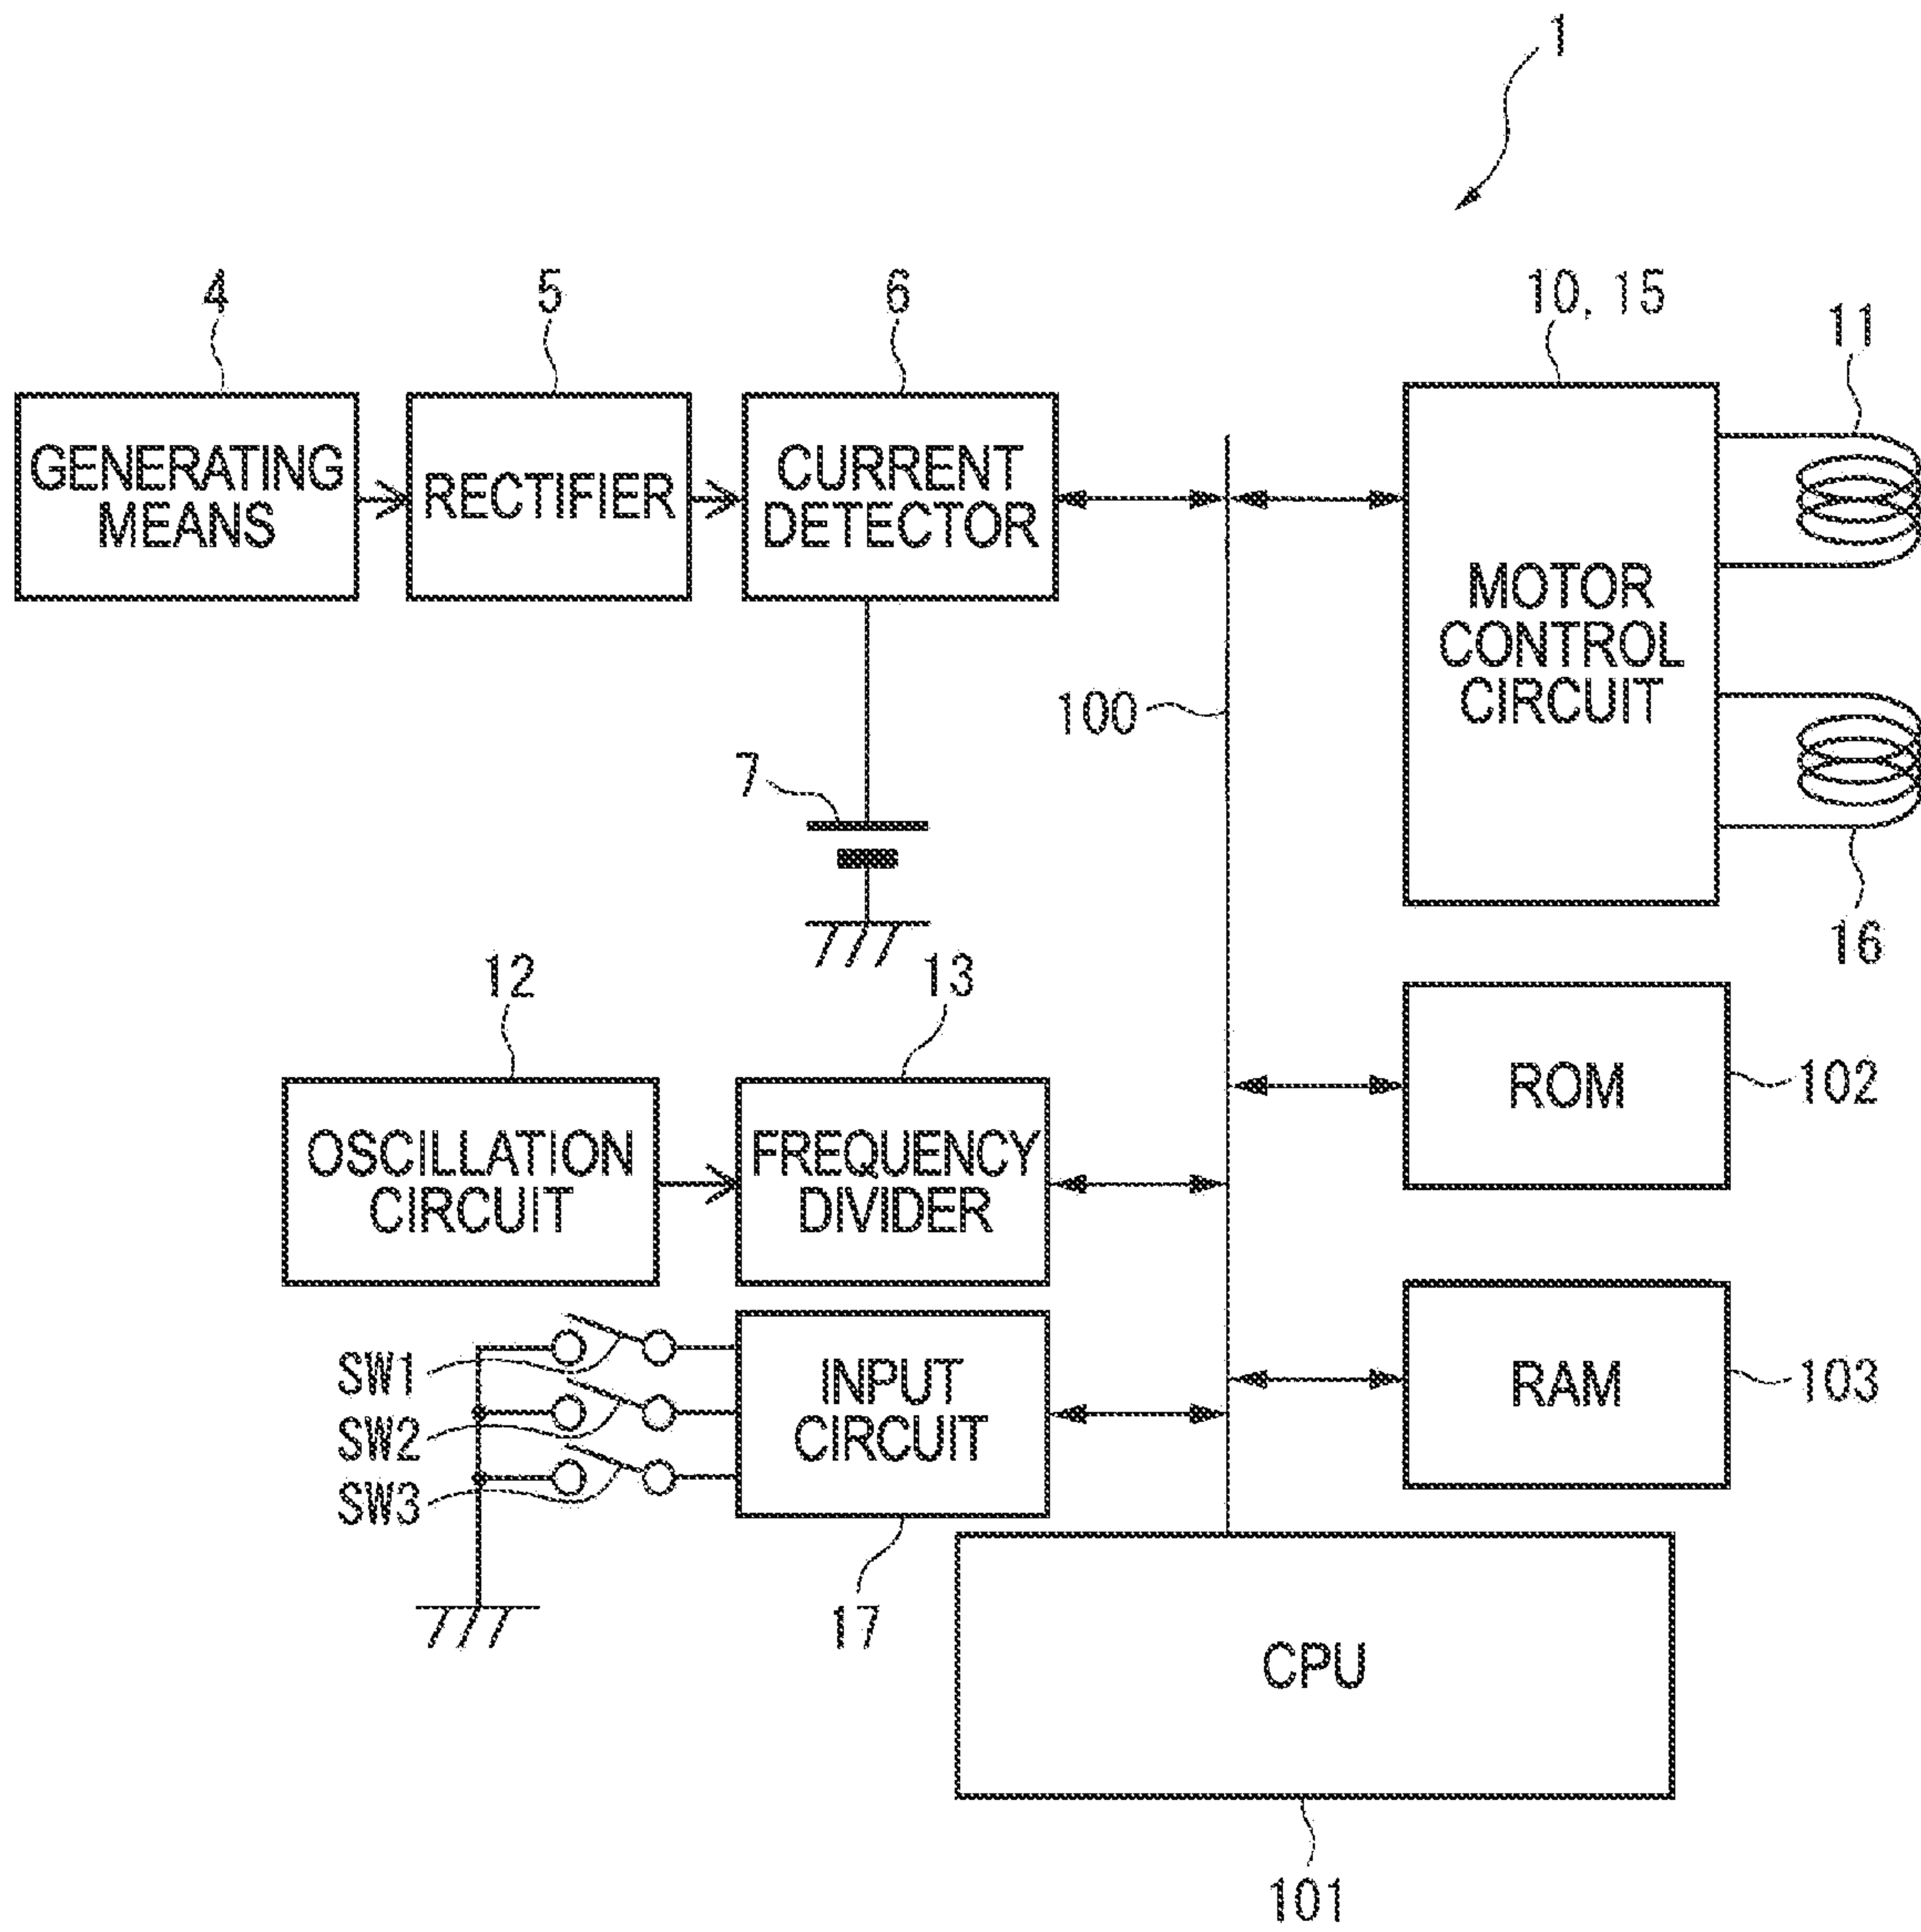 1
4
5
6
10, 15
11
GENERATING
MEANS
RECTIFIER
CURRENT
DETECTOR
MOTOR
CONTROL
CIRCUIT
100
7
16
12
13
OSCILLATION
CIRCUIT
FREQUENCY
DIVIDER
ROM
102
SW1
SW2
SW3
INPUT
CIRCUIT
RAM
103
17
CPU
101